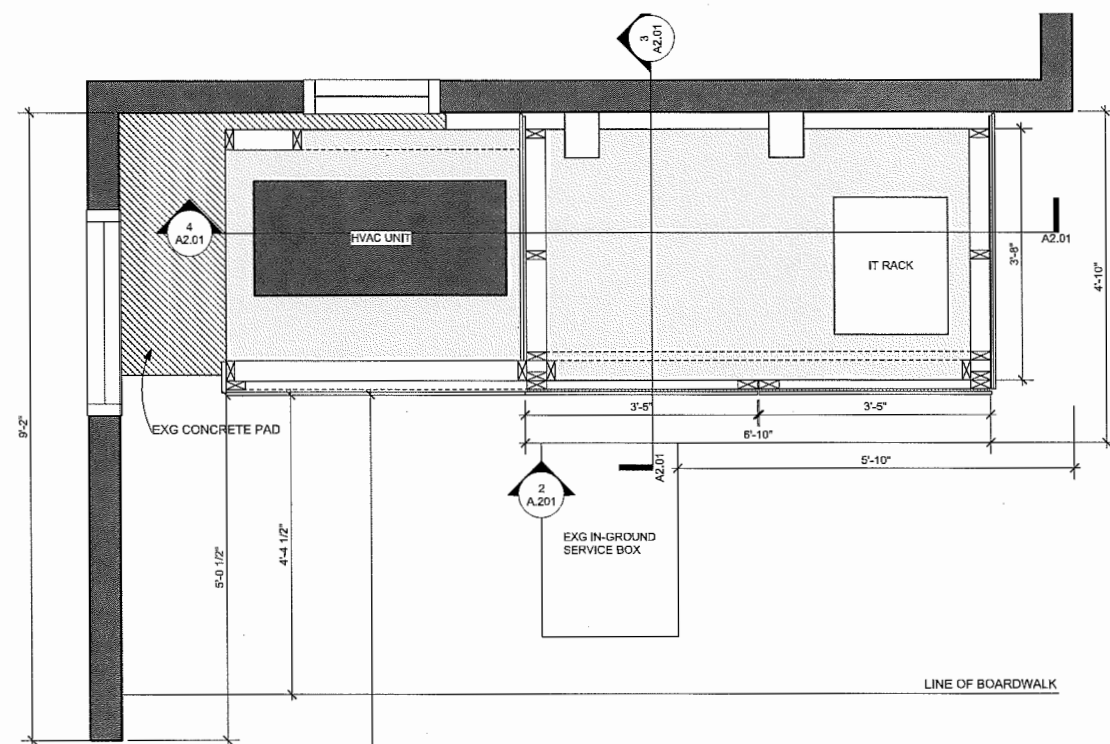 3
A2.01
4
A2.01
HVAC UNIT
IT RACK
A2.01
3'-8"
4'-10"
9'-2"
3'-5"
3'-5"
6'-10"
EXG CONCRETE PAD
5'-10"
A2.01
2
A.201
EXG IN-GROUND
SERVICE BOX
5'-0 1/2"
4'-4 1/2"
LINE OF BOARDWALK